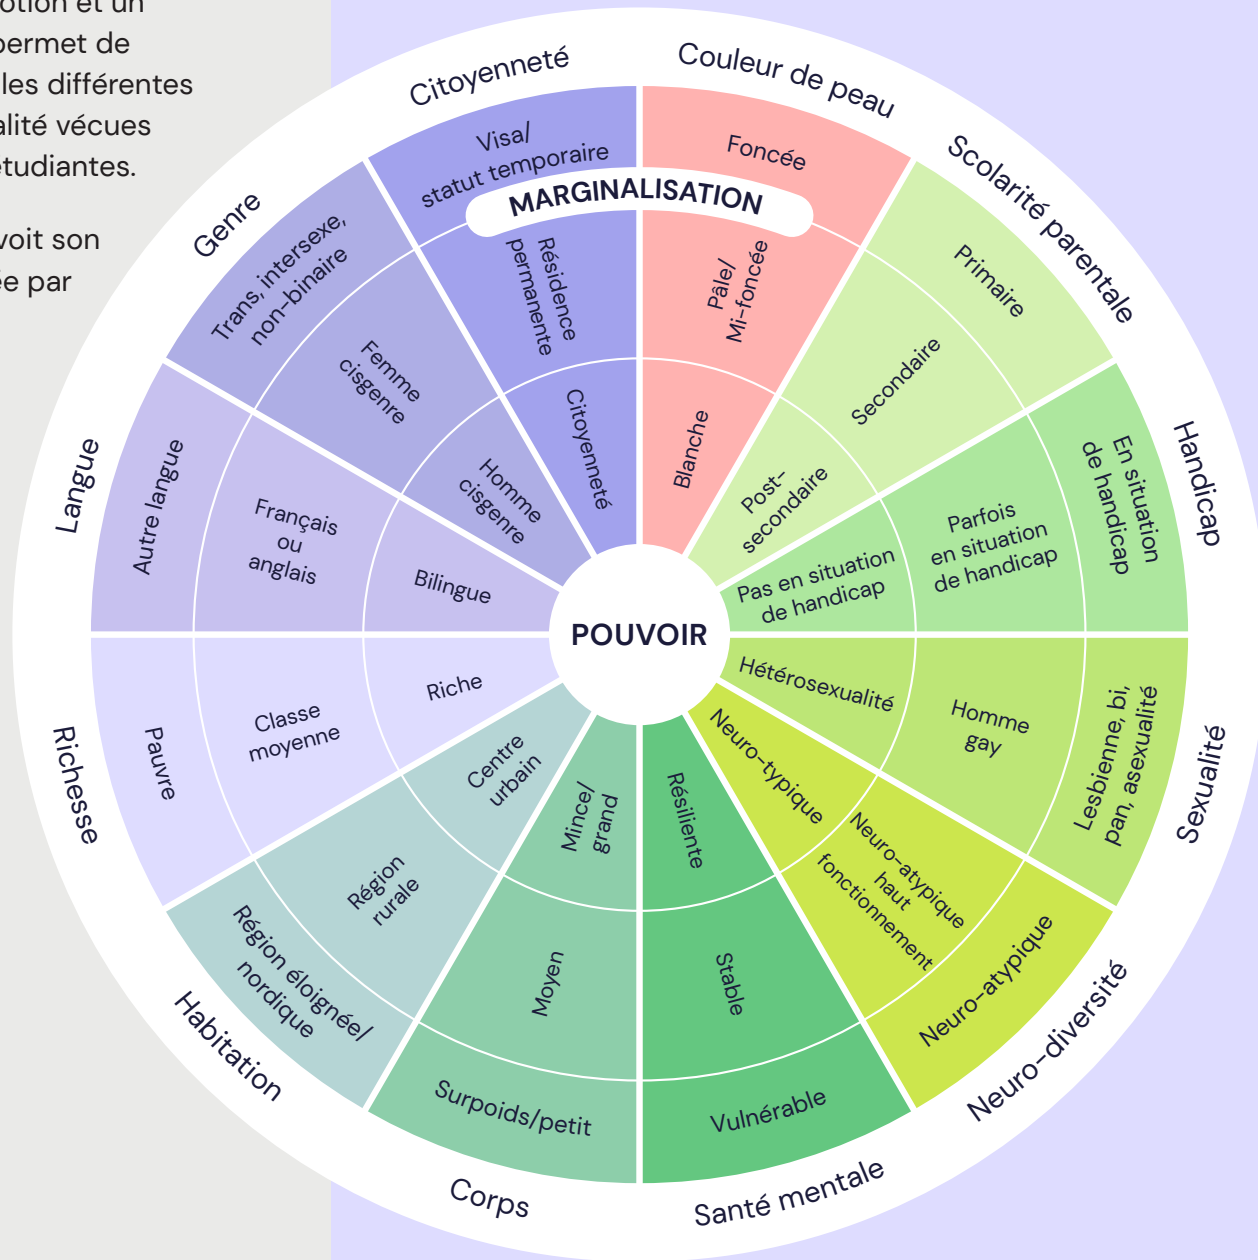 otion et un
permet de
les différentes
alité vécues
étudiantes.
voit son
ée par
Citoyenneté
Visa/
statut temporaire
Résidence
permanente
Citoyenneté
MARGINALISATION
Couleur de peau
Foncée
Pâle/
Mi-foncée
Blanche
Scolarité parentale
Primaire
Secondaire
Post-
secondaire
Handicap
En situation
de handicap
Parfois
en situation
de handicap
Pas en situation
de handicap
Sexualité
Lesbienne, bi,
pan, asexualité
Homme
gay
Hétérosexualité
Neuro-diversité
Neuro-atypique
Neuro-atypique
haut
fonctionnement
Neuro-typique
Santé mentale
Vulnérable
Stable
Résiliente
Corps
Surpoids/petit
Moyen
Mince/
grand
Habitation
Région éloignée/
nordique
Région
rurale
Centre
urbain
Richesse
Pauvre
Classe
moyenne
Riche
Langue
Autre langue
Français
ou
anglais
Bilingue
Genre
Trans, intersexe,
non-binaire
Femme
cisgenre
Homme
cisgenre
POUVOIR